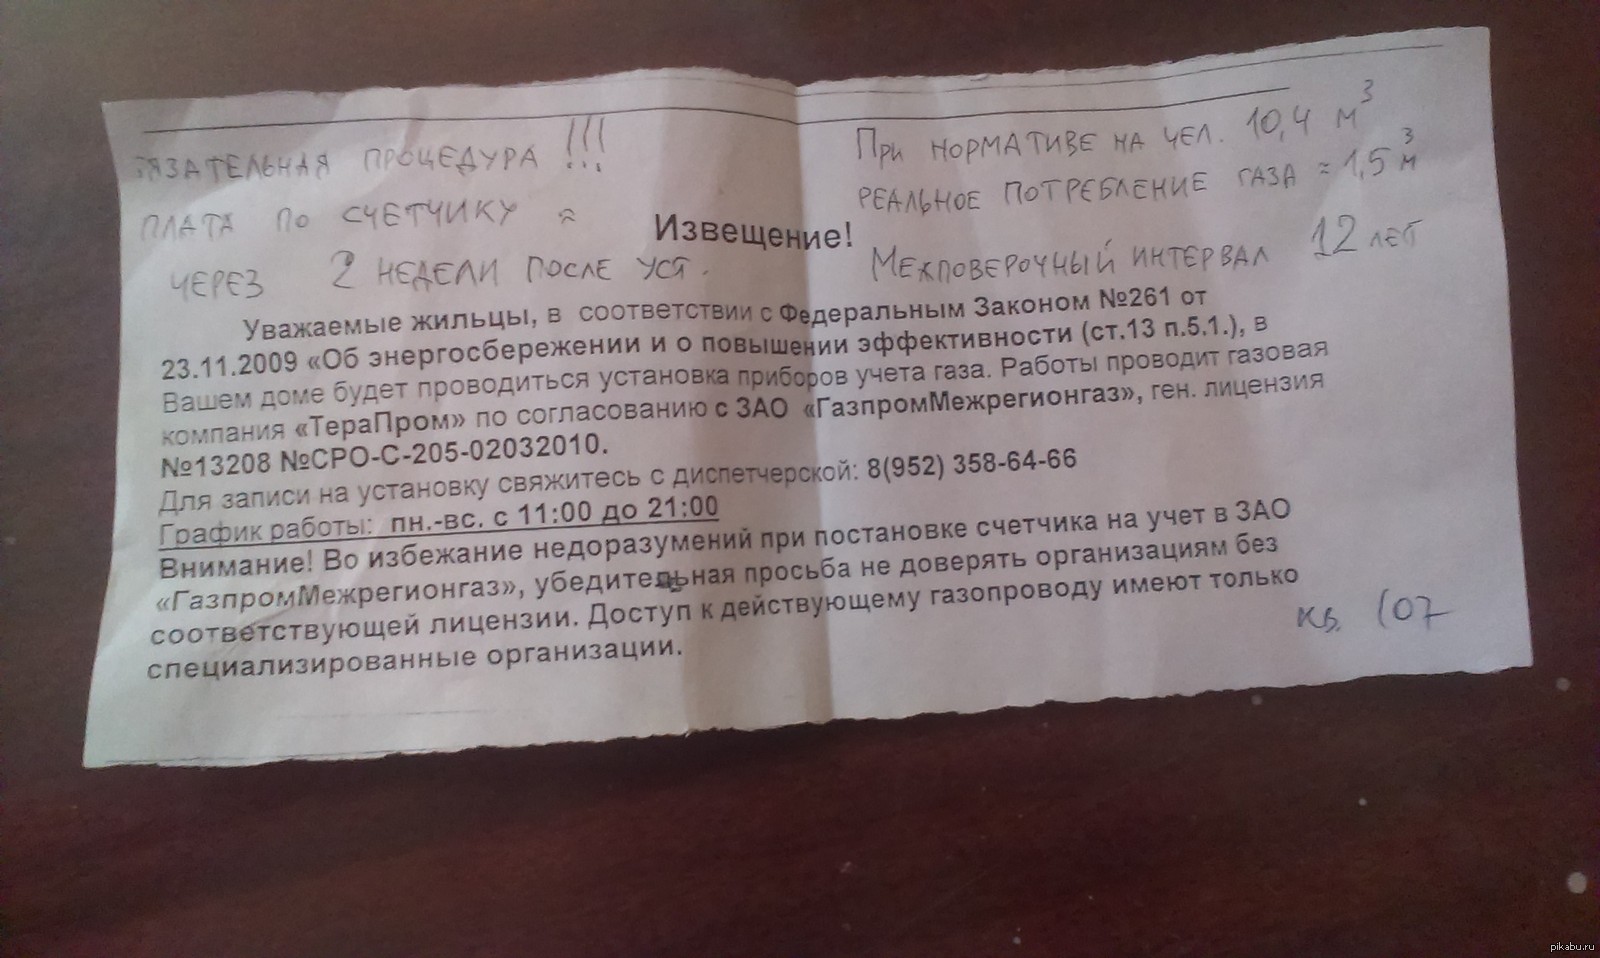 ЯЗАТЕЛЬНАЯ ПРОЦЕДУРА !!!
ПЛАТА ПО СЧЕТЧИКУ ≈
ЧЕРЕЗ 2 НЕДЕЛИ ПОСЛЕ УСТ.
При НОРМАТИВЕ НА ЧЕЛ. 10,4 м³
РЕАЛЬНОЕ ПОТРЕБЛЕНИЕ ГАЗА ≈ 1,5 м³
МЕЖПОВЕРОЧНЫЙ ИНТЕРВАЛ 12 ЛЕТ
Извещение!
Уважаемые жильцы, в соответствии с Федеральным Законом №261 от
23.11.2009 «Об энергосбережении и о повышении эффективности (ст.13 п.5.1.), в
Вашем доме будет проводиться установка приборов учета газа. Работы проводит газовая
компания «ТераПром» по согласованию с ЗАО «ГазпромМежрегионгаз», ген. лицензия
№13208 №СРО-С-205-02032010.
Для записи на установку свяжитесь с диспетчерской: 8(952) 358-64-66
График работы: пн.-вс. с 11:00 до 21:00
Внимание! Во избежание недоразумений при постановке счетчика на учет в ЗАО
«ГазпромМежрегионгаз», убедительная просьба не доверять организациям без
соответствующей лицензии. Доступ к действующему газопроводу имеют только
специализированные организации.
кв. 107
pikabu.ru